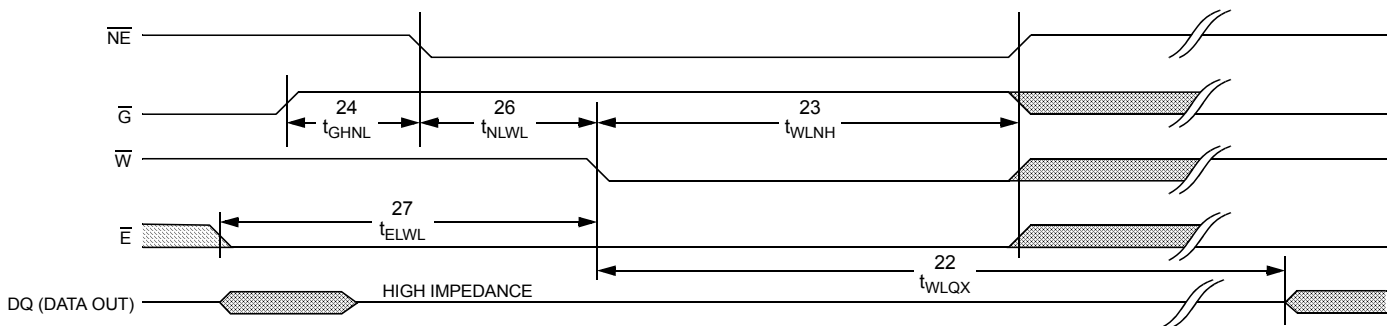 NE
G
24
tGHNL
26
tNLWL
23
tWLNH
W
27
tELWL
E
22
tWLQX
DQ (DATA OUT)
HIGH IMPEDANCE